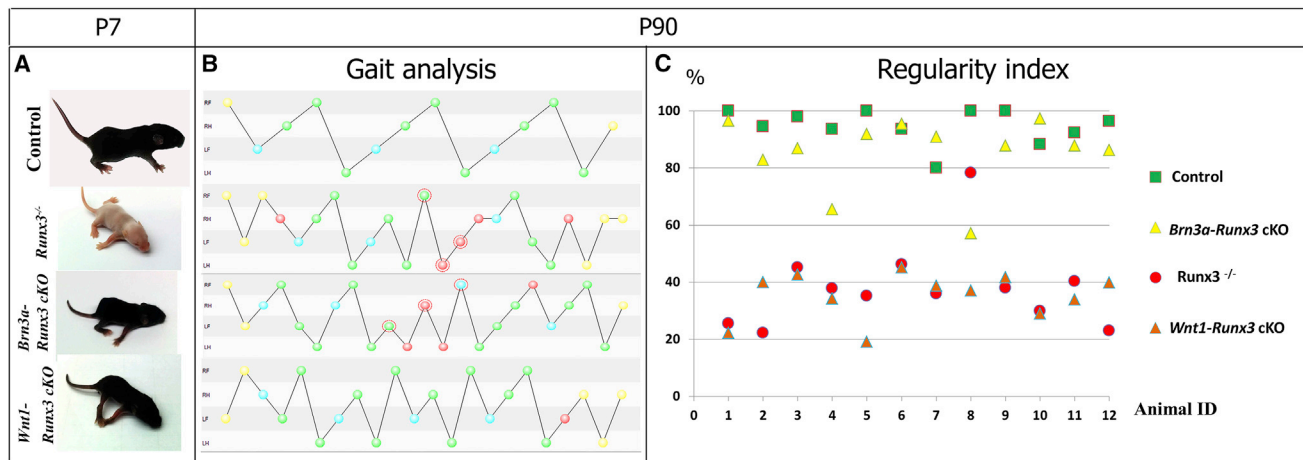 P7
P90
A
Control
Runx3-/-
Brn3a-
Runx3 cKO
Wnt1-
Runx3 cKO
B
Gait analysis
RF
RH
LF
LH
RF
RH
LF
LH
RF
RH
LF
LH
RF
RH
LF
LH
C
%
Regularity index
100
80
60
40
20
0
0 1 2 3 4 5 6 7 8 9 10 11 12
Animal ID
Control
Brn3a-Runx3 cKO
Runx3 -/-
Wnt1-Runx3 cKO